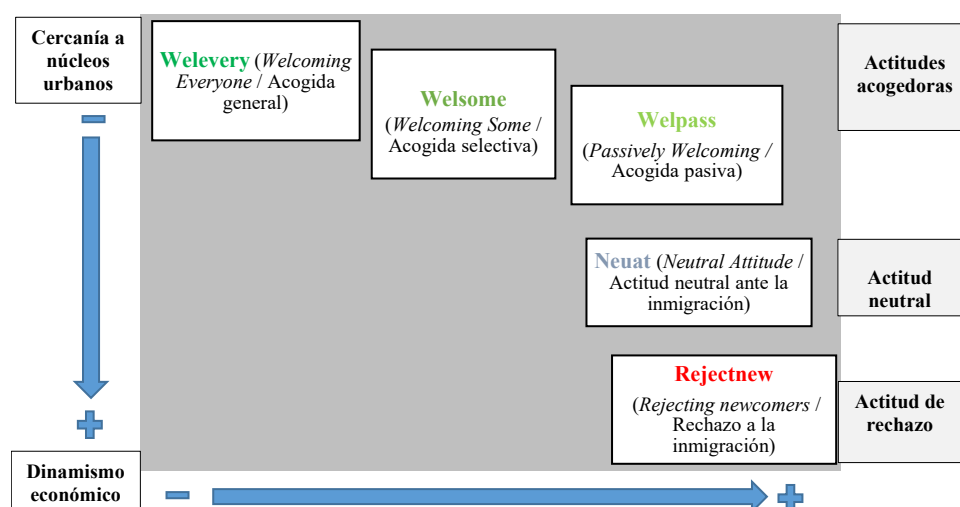 Cercanía a
núcleos
urbanos
Welevery (Welcoming
Everyone / Acogida
general)
Welsome
(Welcoming Some /
Acogida selectiva)
Welpass
(Passively Welcoming /
Acogida pasiva)
Actitudes
acogedoras
Neuat (Neutral Attitude /
Actitud neutral ante la
inmigración)
Actitud
neutral
Rejectnew
(Rejecting newcomers /
Rechazo a la
inmigración)
Actitud de
rechazo
Dinamismo
económico